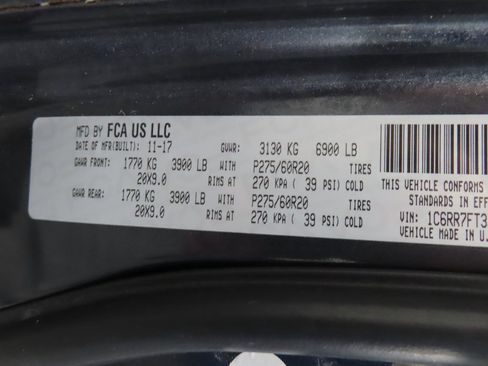 MFD BY FCA US LLC
DATE OF MFR(BUILT): 11-17 GVWR: 3130 KG 6900 LB
GAWR FRONT: 1770 KG 3900 LB WITH P275/60R20 TIRES
20X9.0 RIMS AT 270 KPA ( 39 PSI) COLD
GAWR REAR: 1770 KG 3900 LB WITH P275/60R20 TIRES
20X9.0 RIMS AT 270 KPA ( 39 PSI) COLD
THIS VEHICLE CONFORMS
STANDARDS IN EFF
VIN: 1C6RR7FT3
VEHICLE MADE IN U.